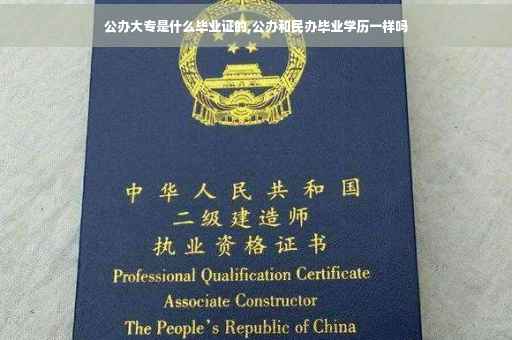 公办大专是什么毕业证的,公办和民办毕业学历一样吗
中华人民共和国
二级建造师
执业资格证书
Professional Qualification Certificate
Associate Constructor
The People's Republic of China